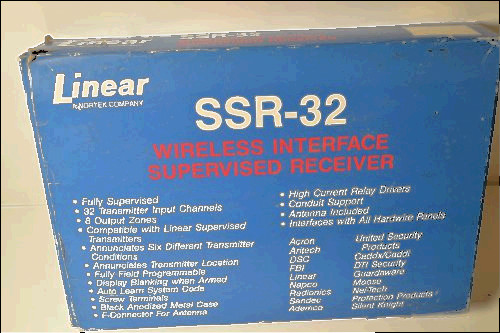 Linear
A NORTEK COMPANY
SSR-32
WIRELESS INTERFACE
SUPERVISED RECEIVER
• Fully Supervised
• 32 Transmitter Input Channels
• 8 Output Zones
• Compatible with Linear Supervised
Transmitters
• Annunciates Six Different Transmitter
Conditions
• Annunciates Transmitter Location
• Fully Field Programmable
• Display Blanking when Armed
• Auto Learn System Code
• Screw Terminals
• Black Anodized Metal Case
• F-Connector For Antenna
• High Current Relay Drivers
• Conduit Support
• Antenna Included
• Interfaces with All Hardwire Panels
Acron
Aritech
DSC
FBI
Linear
Napco
Radionics
Sandec
Ademco
United Security
Products
Caddx/Caddi
DTI Security
Guardware
Moose
Nel-Tech
Protection Products
Silent Knight